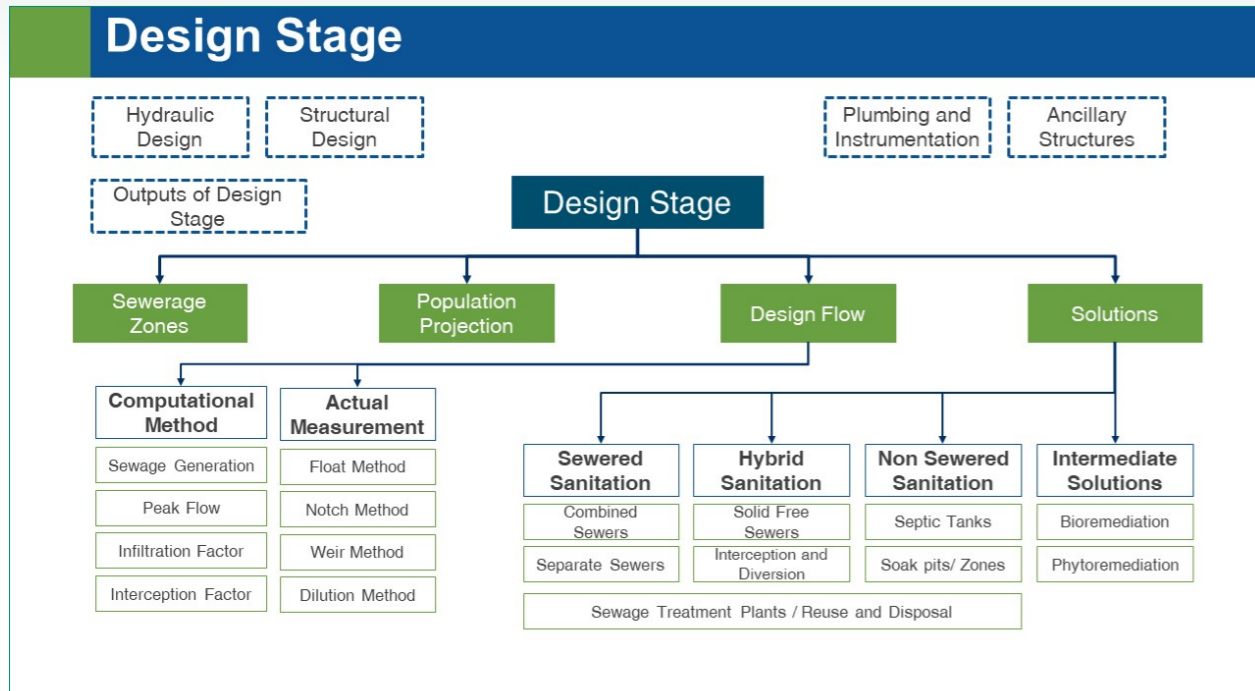 Design Stage
Hydraulic
Design
Structural
Design
Plumbing and
Instrumentation
Ancillary
Structures
Outputs of Design
Stage
Design Stage
Sewerage
Zones
Population
Projection
Design Flow
Solutions
Computational
Method
Actual
Measurement
Sewage Generation
Float Method
Peak Flow
Notch Method
Infiltration Factor
Weir Method
Interception Factor
Dilution Method
Sewered
Sanitation
Hybrid
Sanitation
Non Sewered
Sanitation
Intermediate
Solutions
Combined
Sewers
Solid Free
Sewers
Septic Tanks
Bioremediation
Separate Sewers
Interception and
Diversion
Soak pits/ Zones
Phytoremediation
Sewage Treatment Plants / Reuse and Disposal